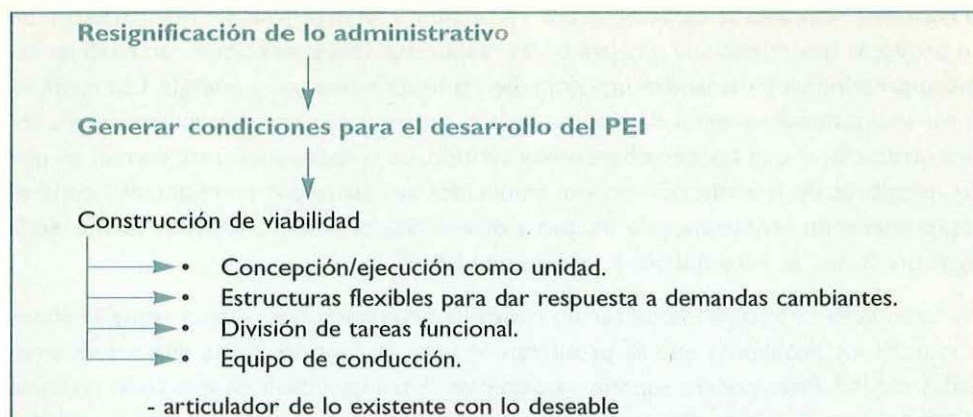 Resignificación de lo administrativo
Generar condiciones para el desarrollo del PEI
Construcción de viabilidad
• Concepción/ejecución como unidad.
• Estructuras flexibles para dar respuesta a demandas cambiantes.
• División de tareas funcional.
• Equipo de conducción.
- articulador de lo existente con lo deseable